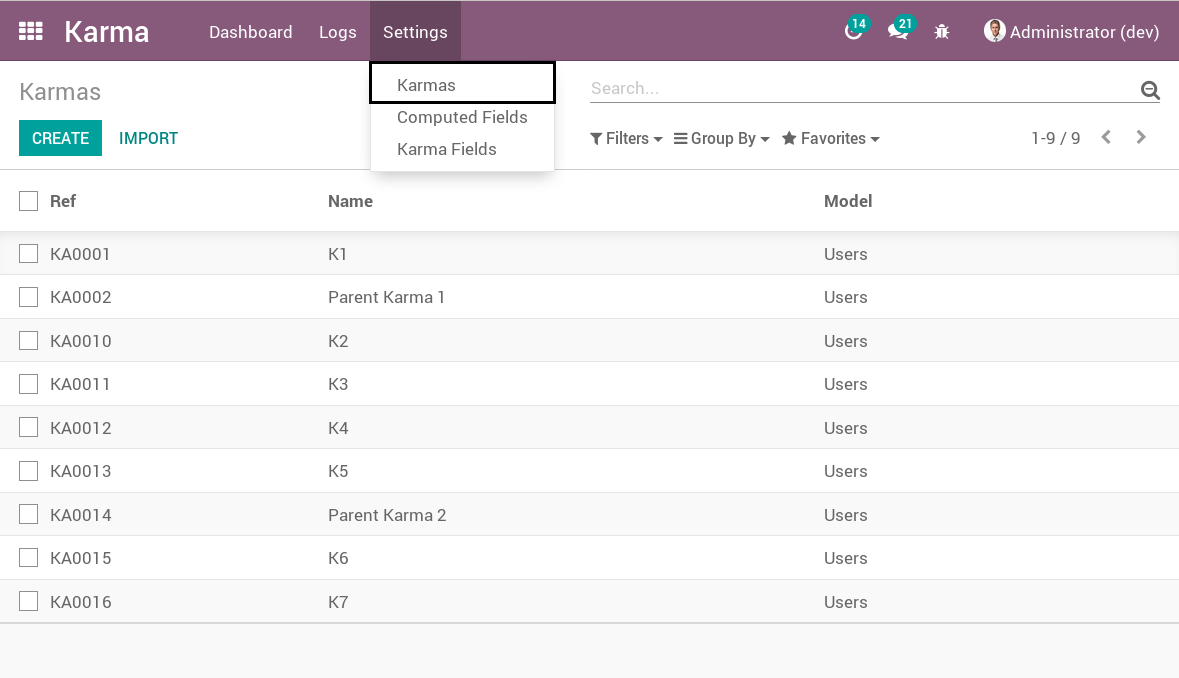 Karma Dashboard Logs Settings 14 21 Administrator (dev)
Karmas
Search...
CREATE IMPORT
Karmas
Computed Fields
Karma Fields
Filters Group By Favorites 1-9 / 9
Ref Name Model
KA0001 K1 Users
KA0002 Parent Karma 1 Users
KA0010 K2 Users
KA0011 K3 Users
KA0012 K4 Users
KA0013 K5 Users
KA0014 Parent Karma 2 Users
KA0015 K6 Users
KA0016 K7 Users